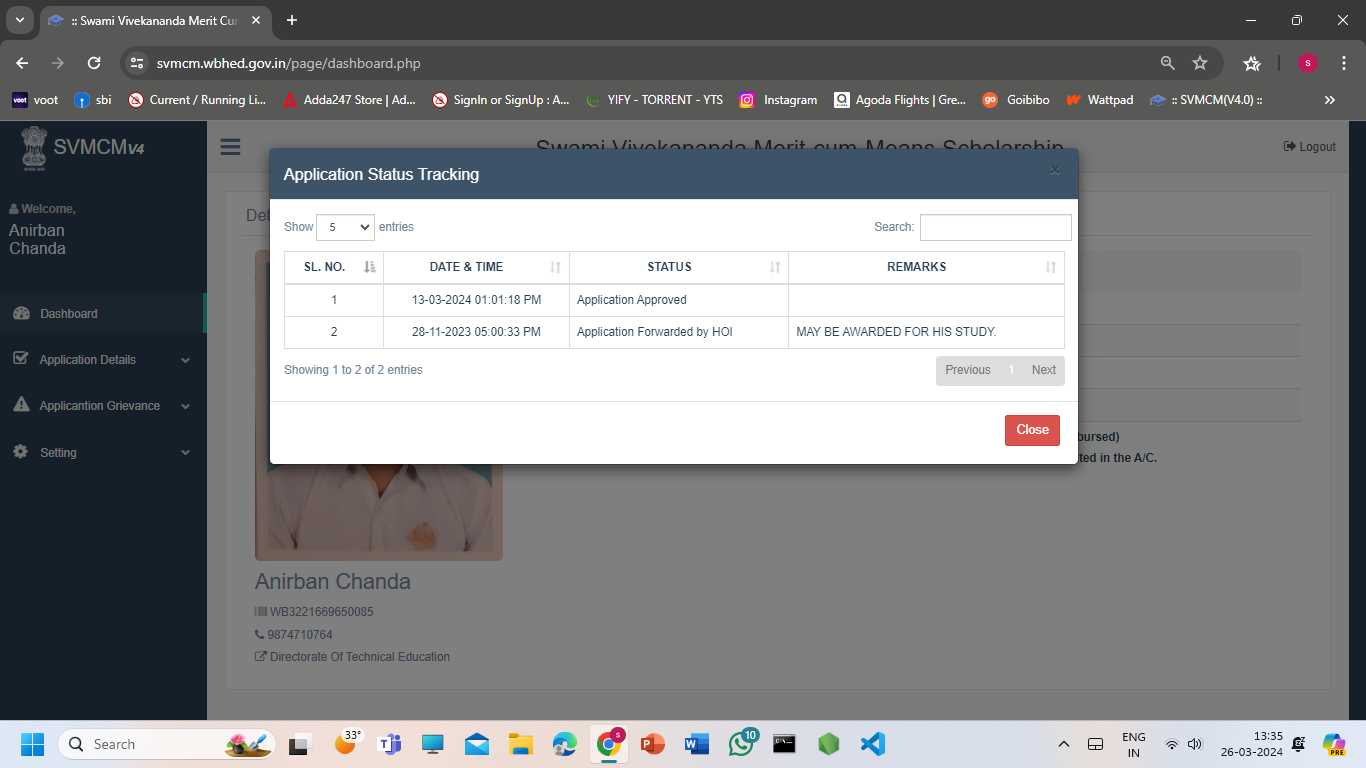 :: Swami Vivekananda Merit Cum
svmcm.wbhed.gov.in/page/dashboard.php
s
voot
voot
sbi
Current / Running Li...
Adda247 Store | Ad...
SignIn or SignUp : A...
YIFY - TORRENT - YTS
Instagram
Agoda Flights | Gre...
go
Goibibo
Wattpad
:: SVMCM(V4.0) ::
SVMCMV4
Swami Vivekananda Merit-cum-Means Scholarship
Logout
Welcome,
Anirban
Chanda
Dashboard
Application Details
Applicantion Grievance
Setting
Det
Application Status Tracking
×
Show 5 entries
Search:
SL. NO. DATE & TIME STATUS REMARKS
1 13-03-2024 01:01:18 PM Application Approved
2 28-11-2023 05:00:33 PM Application Forwarded by HOI MAY BE AWARDED FOR HIS STUDY.
Showing 1 to 2 of 2 entries
Previous 1 Next
Close
bursed)
ted in the A/C.
Anirban Chanda
WB3221669650085
9874710764
Directorate Of Technical Education
Search
33°
s
10
ENG
IN
13:35
26-03-2024
PRE